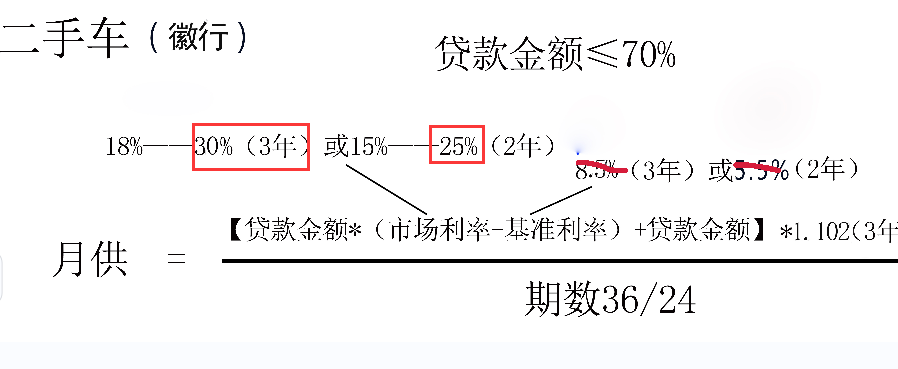 二手车（徽行）
贷款金额≤70%
18%——30%（3年）或15%——25%（2年）
8.5%（3年）或5.5%（2年）
【贷款金额*（市场利率-基准利率）+贷款金额】*1.102(3年
月供 =
期数36/24